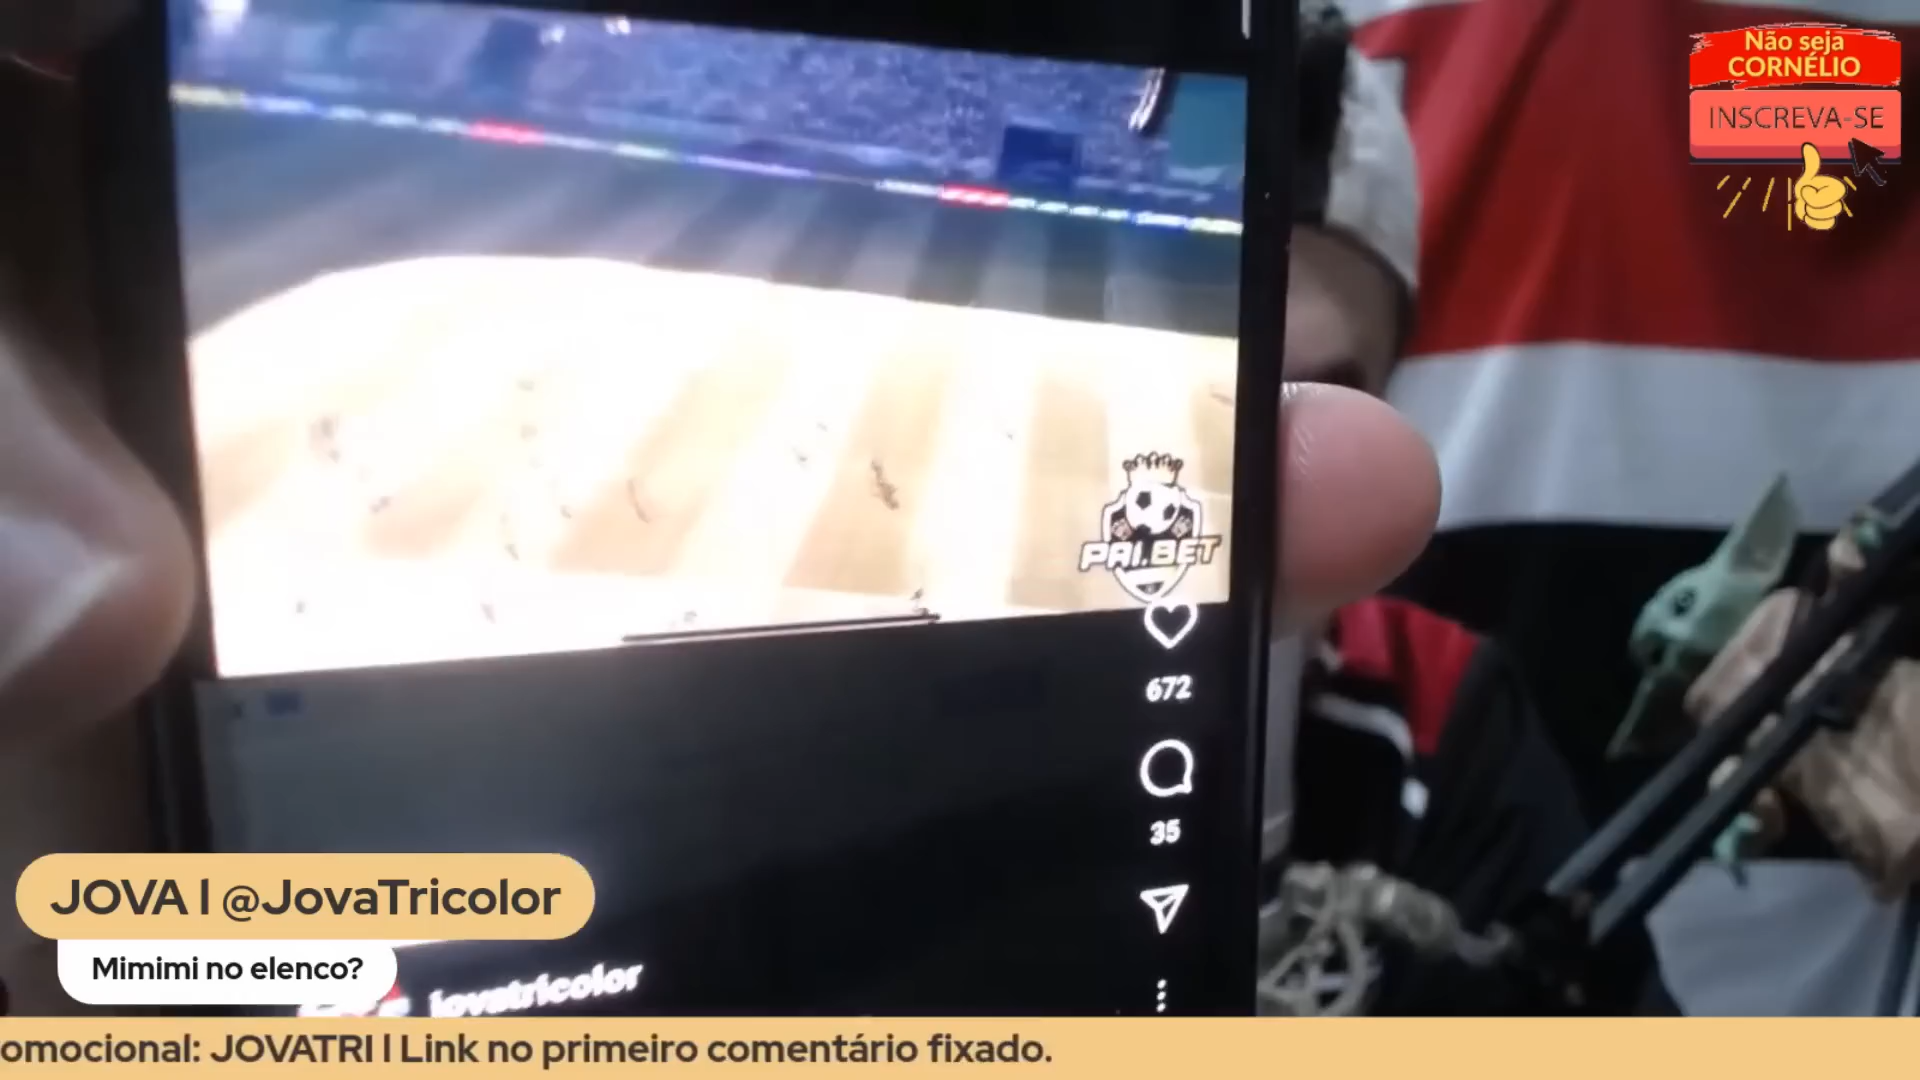 Não seja
CORNÉLIO
INSCREVA-SE
PAI.BET
672
35
JOVA | @JovaTricolor
Mimimi no elenco?
jovatricolor
omocional: JOVATRI | Link no primeiro comentário fixado.